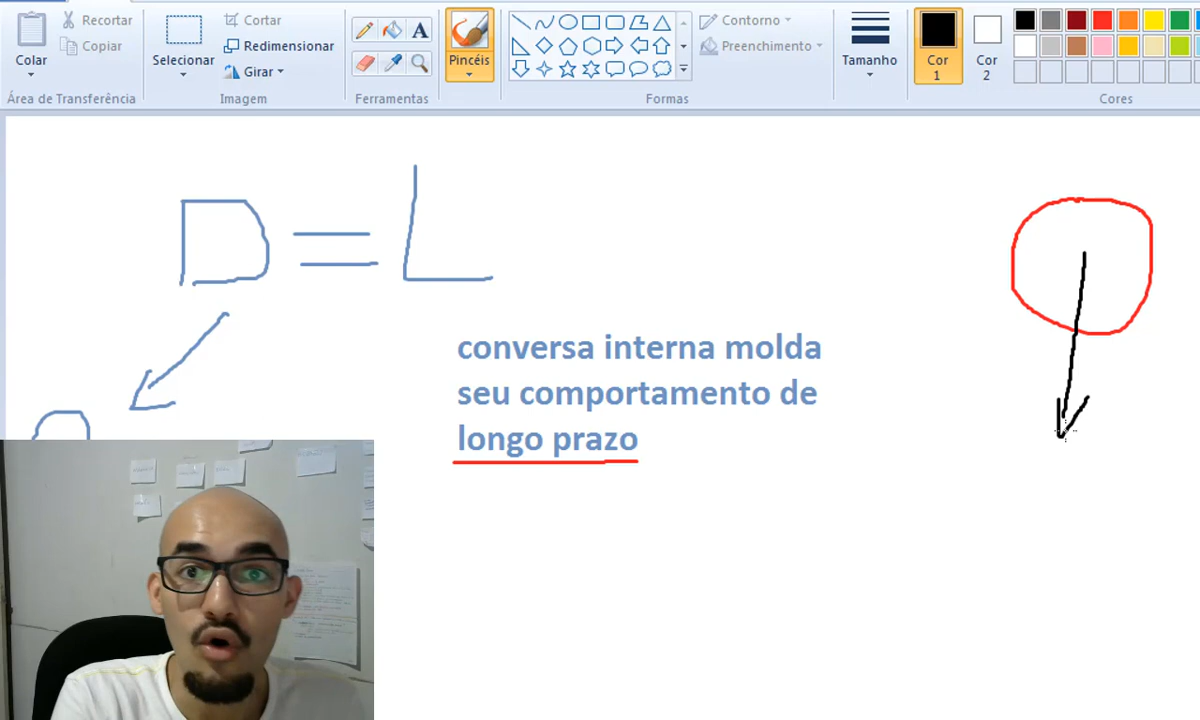 Colar
Recortar
Copiar
Área de Transferência
Selecionar
Cortar
Redimensionar
Girar
Imagem
A
Ferramentas
Pincéis
Contorno
Preenchimento
Formas
Tamanho
Cor
1
Cor
2
Cores
D = L
conversa interna molda
seu comportamento de
longo prazo